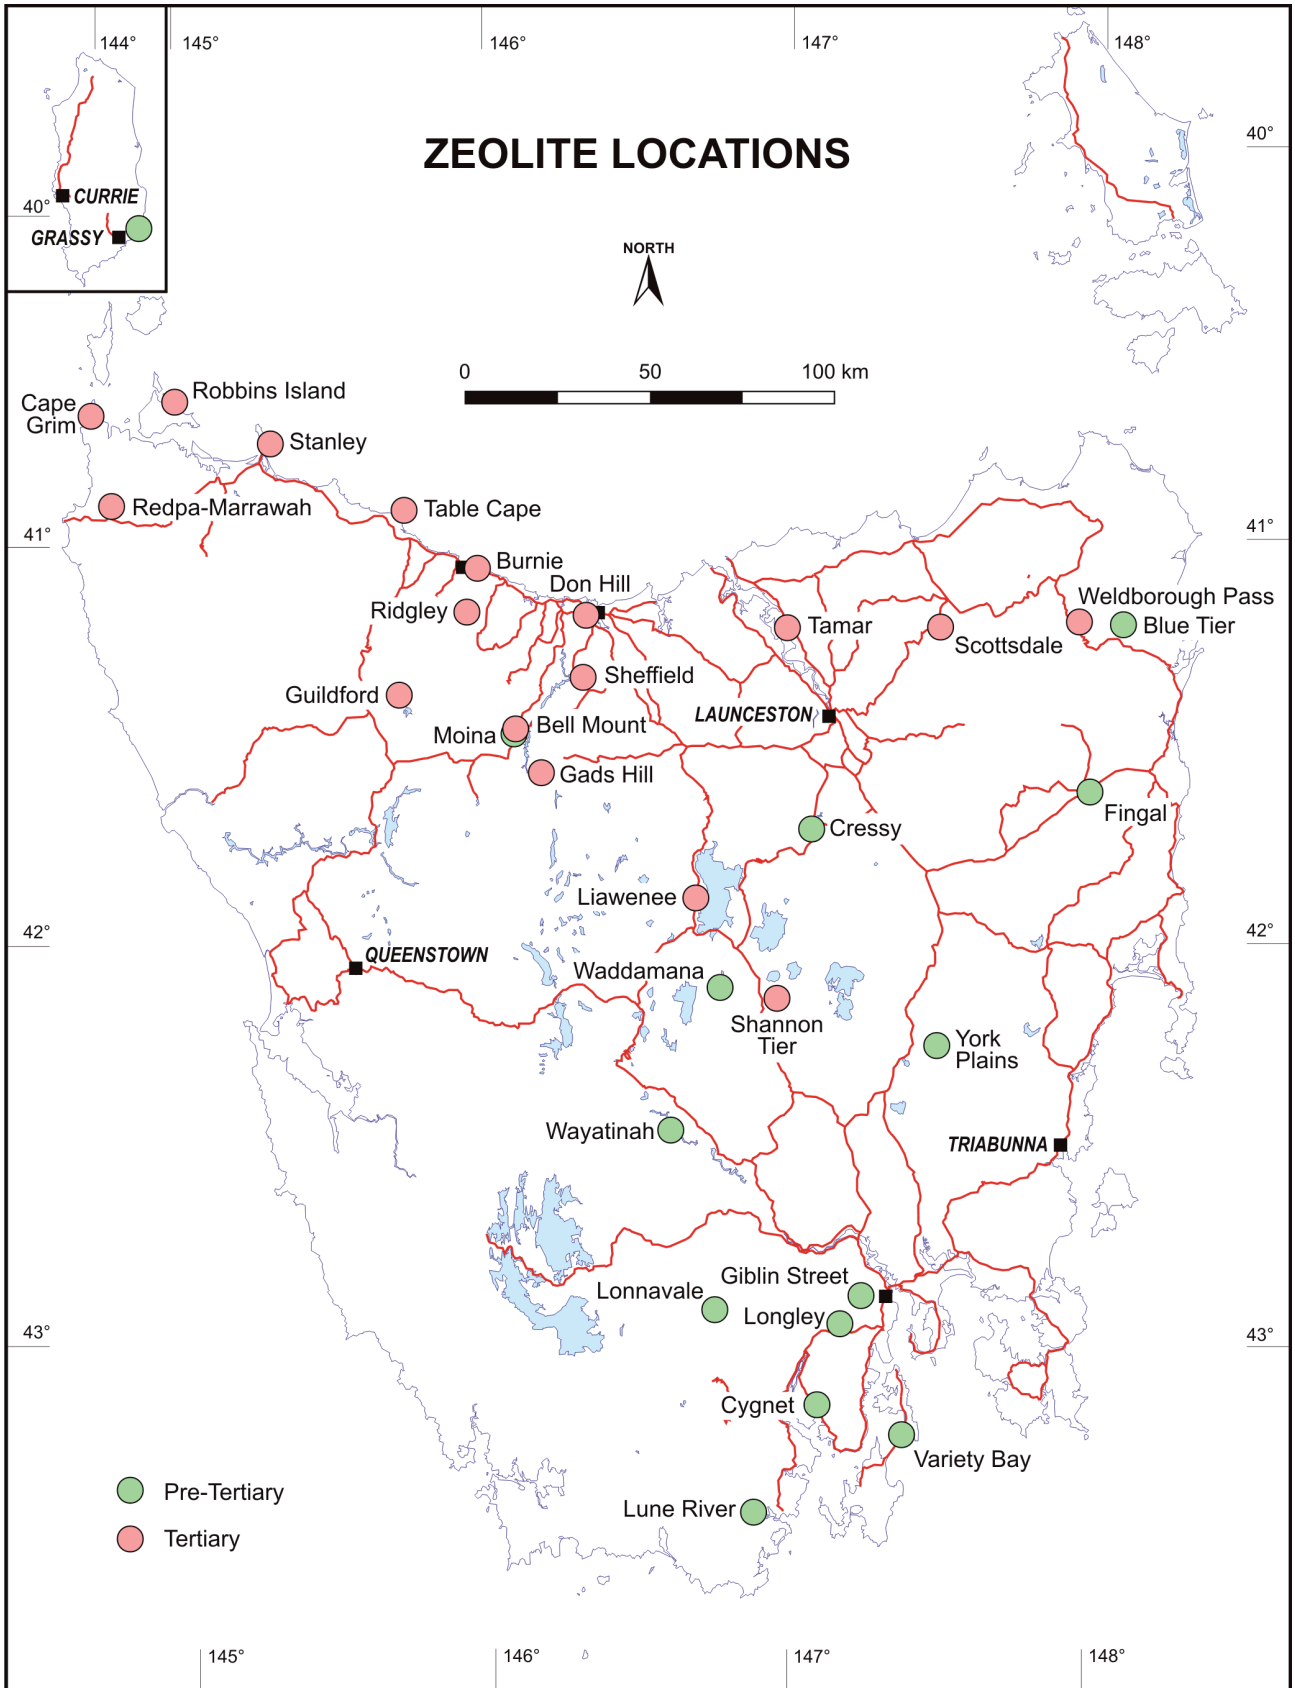 144°
145°
146°
147°
148°
ZEOLITE LOCATIONS
40°
CURRIE
40°
GRASSY
NORTH
0
50
100 km
Robbins Island
Cape
Grim
Stanley
Redpa-Marrawah
Table Cape
41°
41°
Burnie
Don Hill
Ridgley
Weldborough Pass
Tamar
Blue Tier
Scottsdale
Sheffield
Guildford
LAUNCESTON
Bell Mount
Moina
Gads Hill
Fingal
Cressy
Liawenee
42°
42°
QUEENSTOWN
Waddamana
Shannon
Tier
York
Plains
Wayatinah
TRIABUNNA
Giblin Street
Lonnavale
Longley
43°
43°
Cygnet
Variety Bay
Pre-Tertiary
Lune River
Tertiary
145°
146°
147°
148°